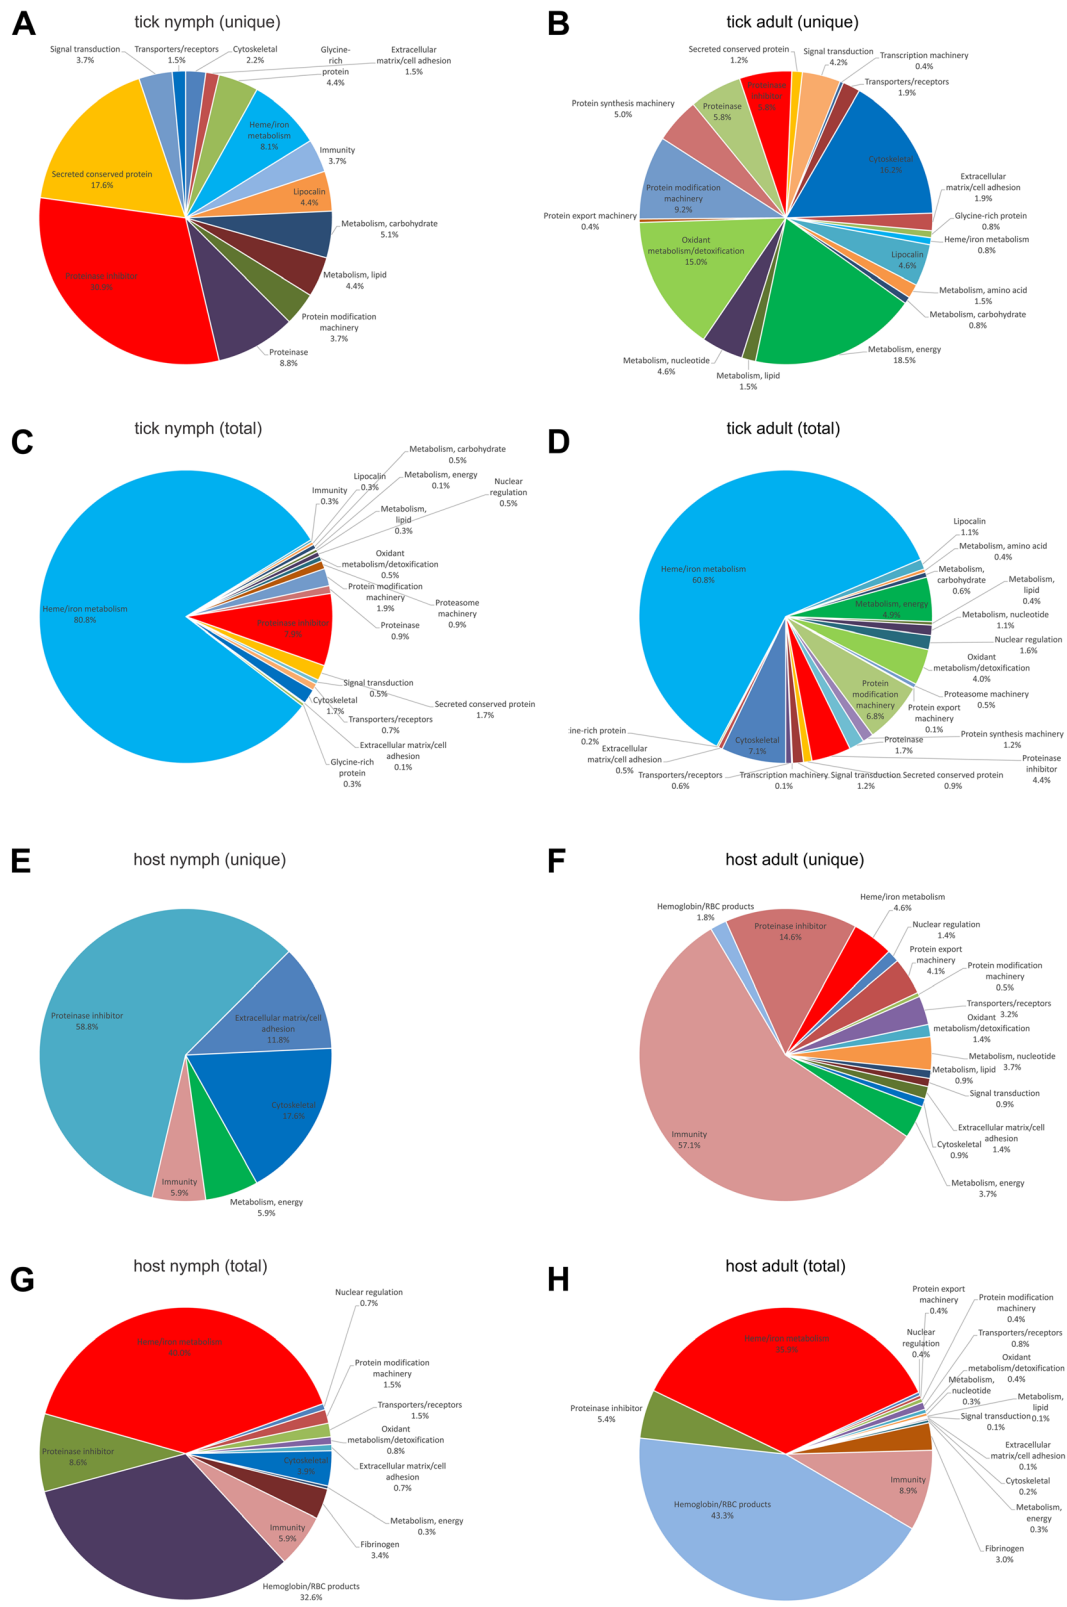 A
tick nymph (unique)
Signal transduction
3.7%
Transporters/receptors
1.5%
Cytoskeletal
2.2%
Glycine-
rich
protein
4.4%
Extracellular
matrix/cell adhesion
1.5%
Heme/iron
metabolism
8.1%
Immunity
3.7%
Lipocalin
4.4%
Metabolism, carbohydrate
5.1%
Metabolism, lipid
4.4%
Protein modification
machinery
3.7%
Proteinase
8.8%
Proteinase inhibitor
Secreted conserved protein
17.6%
B
tick adult (unique)
Secreted conserved protein
1.2%
Signal transduction
4.2%
Transcription machinery
0.4%
Transporters/receptors
1.9%
Cytoskeletal
16.2%
Extracellular
matrix/cell adhesion
1.9%
Glycine-rich protein
0.8%
Heme/iron metabolism
0.8%
Lipocalin
4.6%
Metabolism, amino acid
1.5%
Metabolism, carbohydrate
0.8%
Metabolism, energy
18.5%
Metabolism, lipid
1.5%
Metabolism, nucleotide
4.6%
Oxidant
metabolism/detoxification
15.0%
Protein export machinery
0.4%
Protein modification
machinery
9.2%
Protein synthesis machinery
5.0%
Proteinase
5.8%
Proteinase
inhibitor
C
tick nymph (total)
Heme/iron metabolism
80.8%
Immunity
0.3%
Lipocalin
0.3%
Metabolism, carbohydrate
0.5%
Metabolism, energy
0.1%
Metabolism,
lipid
0.3%
Nuclear
regulation
0.5%
Oxidant
metabolism/detoxification
0.5%
Protein modification
machinery
1.9%
Proteasome
machinery
0.9%
Proteinase
0.9%
Proteinase inhibitor
Secreted conserved protein
1.7%
Signal transduction
0.5%
Transporters/receptors
0.7%
Cytoskeletal
1.7%
Extracellular matrix/cell
adhesion
0.1%
Glycine-rich
protein
0.3%
D
tick adult (total)
Heme/iron metabolism
60.8%
Lipocalin
1.1%
Metabolism, amino acid
0.4%
Metabolism,
carbohydrate
0.6%
Metabolism, energy
4.9%
Metabolism,
lipid
0.4%
Metabolism, nucleotide
1.1%
Nuclear regulation
1.6%
Oxidant
metabolism/detoxification
4.0%
Proteasome machinery
0.5%
Protein export
machinery
0.1%
Protein
modification
machinery
6.8%
Protein synthesis machinery
1.2%
Proteinase
1.7%
Proteinase
inhibitor
4.4%
Secreted conserved protein
0.9%
Signal transduction
1.2%
Transcription machinery
0.1%
Transporters/receptors
0.6%
Cytoskeletal
7.1%
Extracellular
matrix/cell adhesion
0.5%
ine-rich protein
0.2%
E
host nymph (unique)
Proteinase inhibitor
58.8%
Extracellular matrix/cell
adhesion
11.8%
Cytoskeletal
17.6%
Metabolism, energy
5.9%
Immunity
5.9%
F
host adult (unique)
Hemoglobin/RBC products
1.8%
Proteinase inhibitor
14.6%
Heme/iron metabolism
4.6%
Nuclear regulation
1.4%
Protein export
machinery
4.1%
Protein modification
machinery
0.5%
Transporters/receptors
3.2%
Oxidant
metabolism/detoxification
1.4%
Metabolism, nucleotide
3.7%
Metabolism, lipid
0.9%
Signal transduction
0.9%
Extracellular matrix/cell
adhesion
1.4%
Cytoskeletal
0.9%
Metabolism, energy
3.7%
Immunity
57.1%
G
host nymph (total)
Heme/iron metabolism
Nuclear regulation
0.7%
Protein modification
machinery
1.5%
Transporters/receptors
1.5%
Oxidant
metabolism/detoxification
0.8%
Extracellular matrix/cell
adhesion
0.7%
Cytoskeletal
3.9%
Metabolism, energy
0.3%
Fibrinogen
3.4%
Immunity
5.9%
Hemoglobin/RBC products
32.6%
Proteinase inhibitor
8.6%
H
host adult (total)
Heme/iron metabolism
Protein export
machinery
0.4%
Protein modification
machinery
0.4%
Nuclear
regulation
0.4%
Transporters/receptors
0.8%
Oxidant
metabolism/detoxification
0.4%
Metabolism,
nucleotide
0.3%
Metabolism,
lipid
0.1%
Signal transduction
0.1%
Extracellular
matrix/cell adhesion
0.1%
Cytoskeletal
0.2%
Metabolism,
energy
0.3%
Fibrinogen
3.0%
Immunity
8.9%
Hemoglobin/RBC products
43.3%
Proteinase inhibitor
5.4%